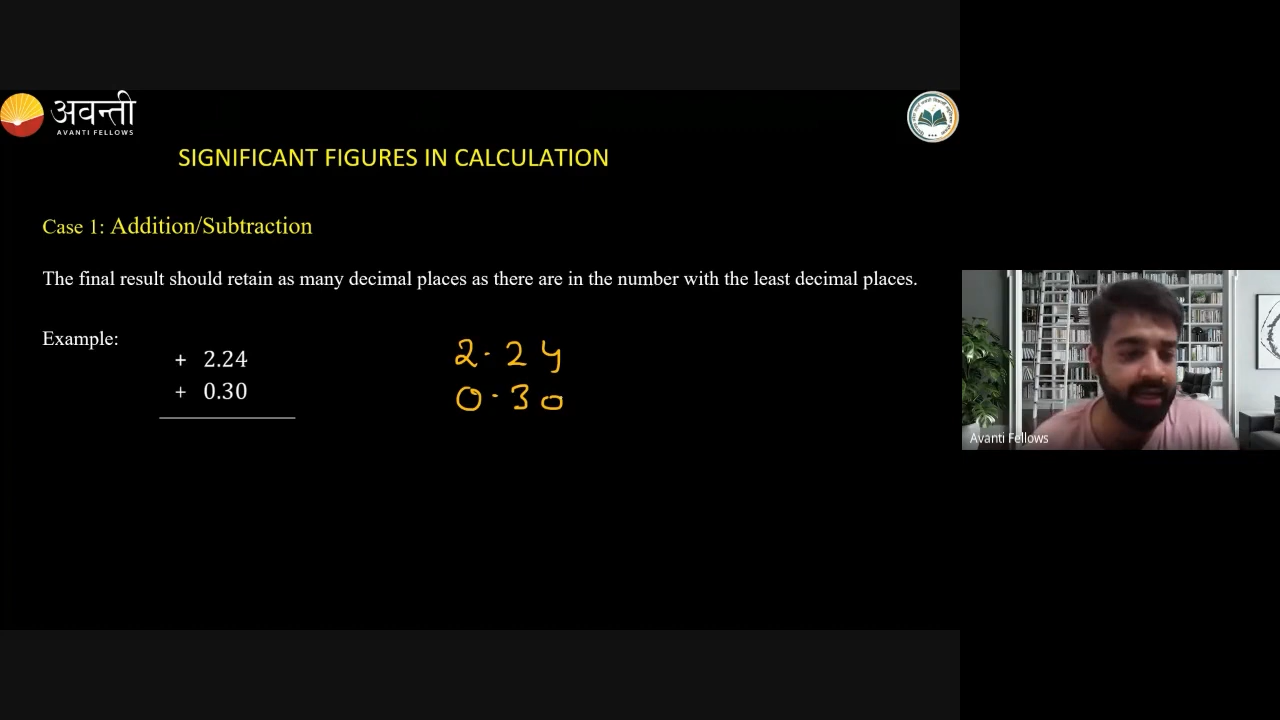 अवन्ती
AVANTI FELLOWS
SIGNIFICANT FIGURES IN CALCULATION
Case 1: Addition/Subtraction
The final result should retain as many decimal places as there are in the number with the least decimal places.
Example:
+ 2.24
+ 0.30
2.24
0.30
Avanti Fellows